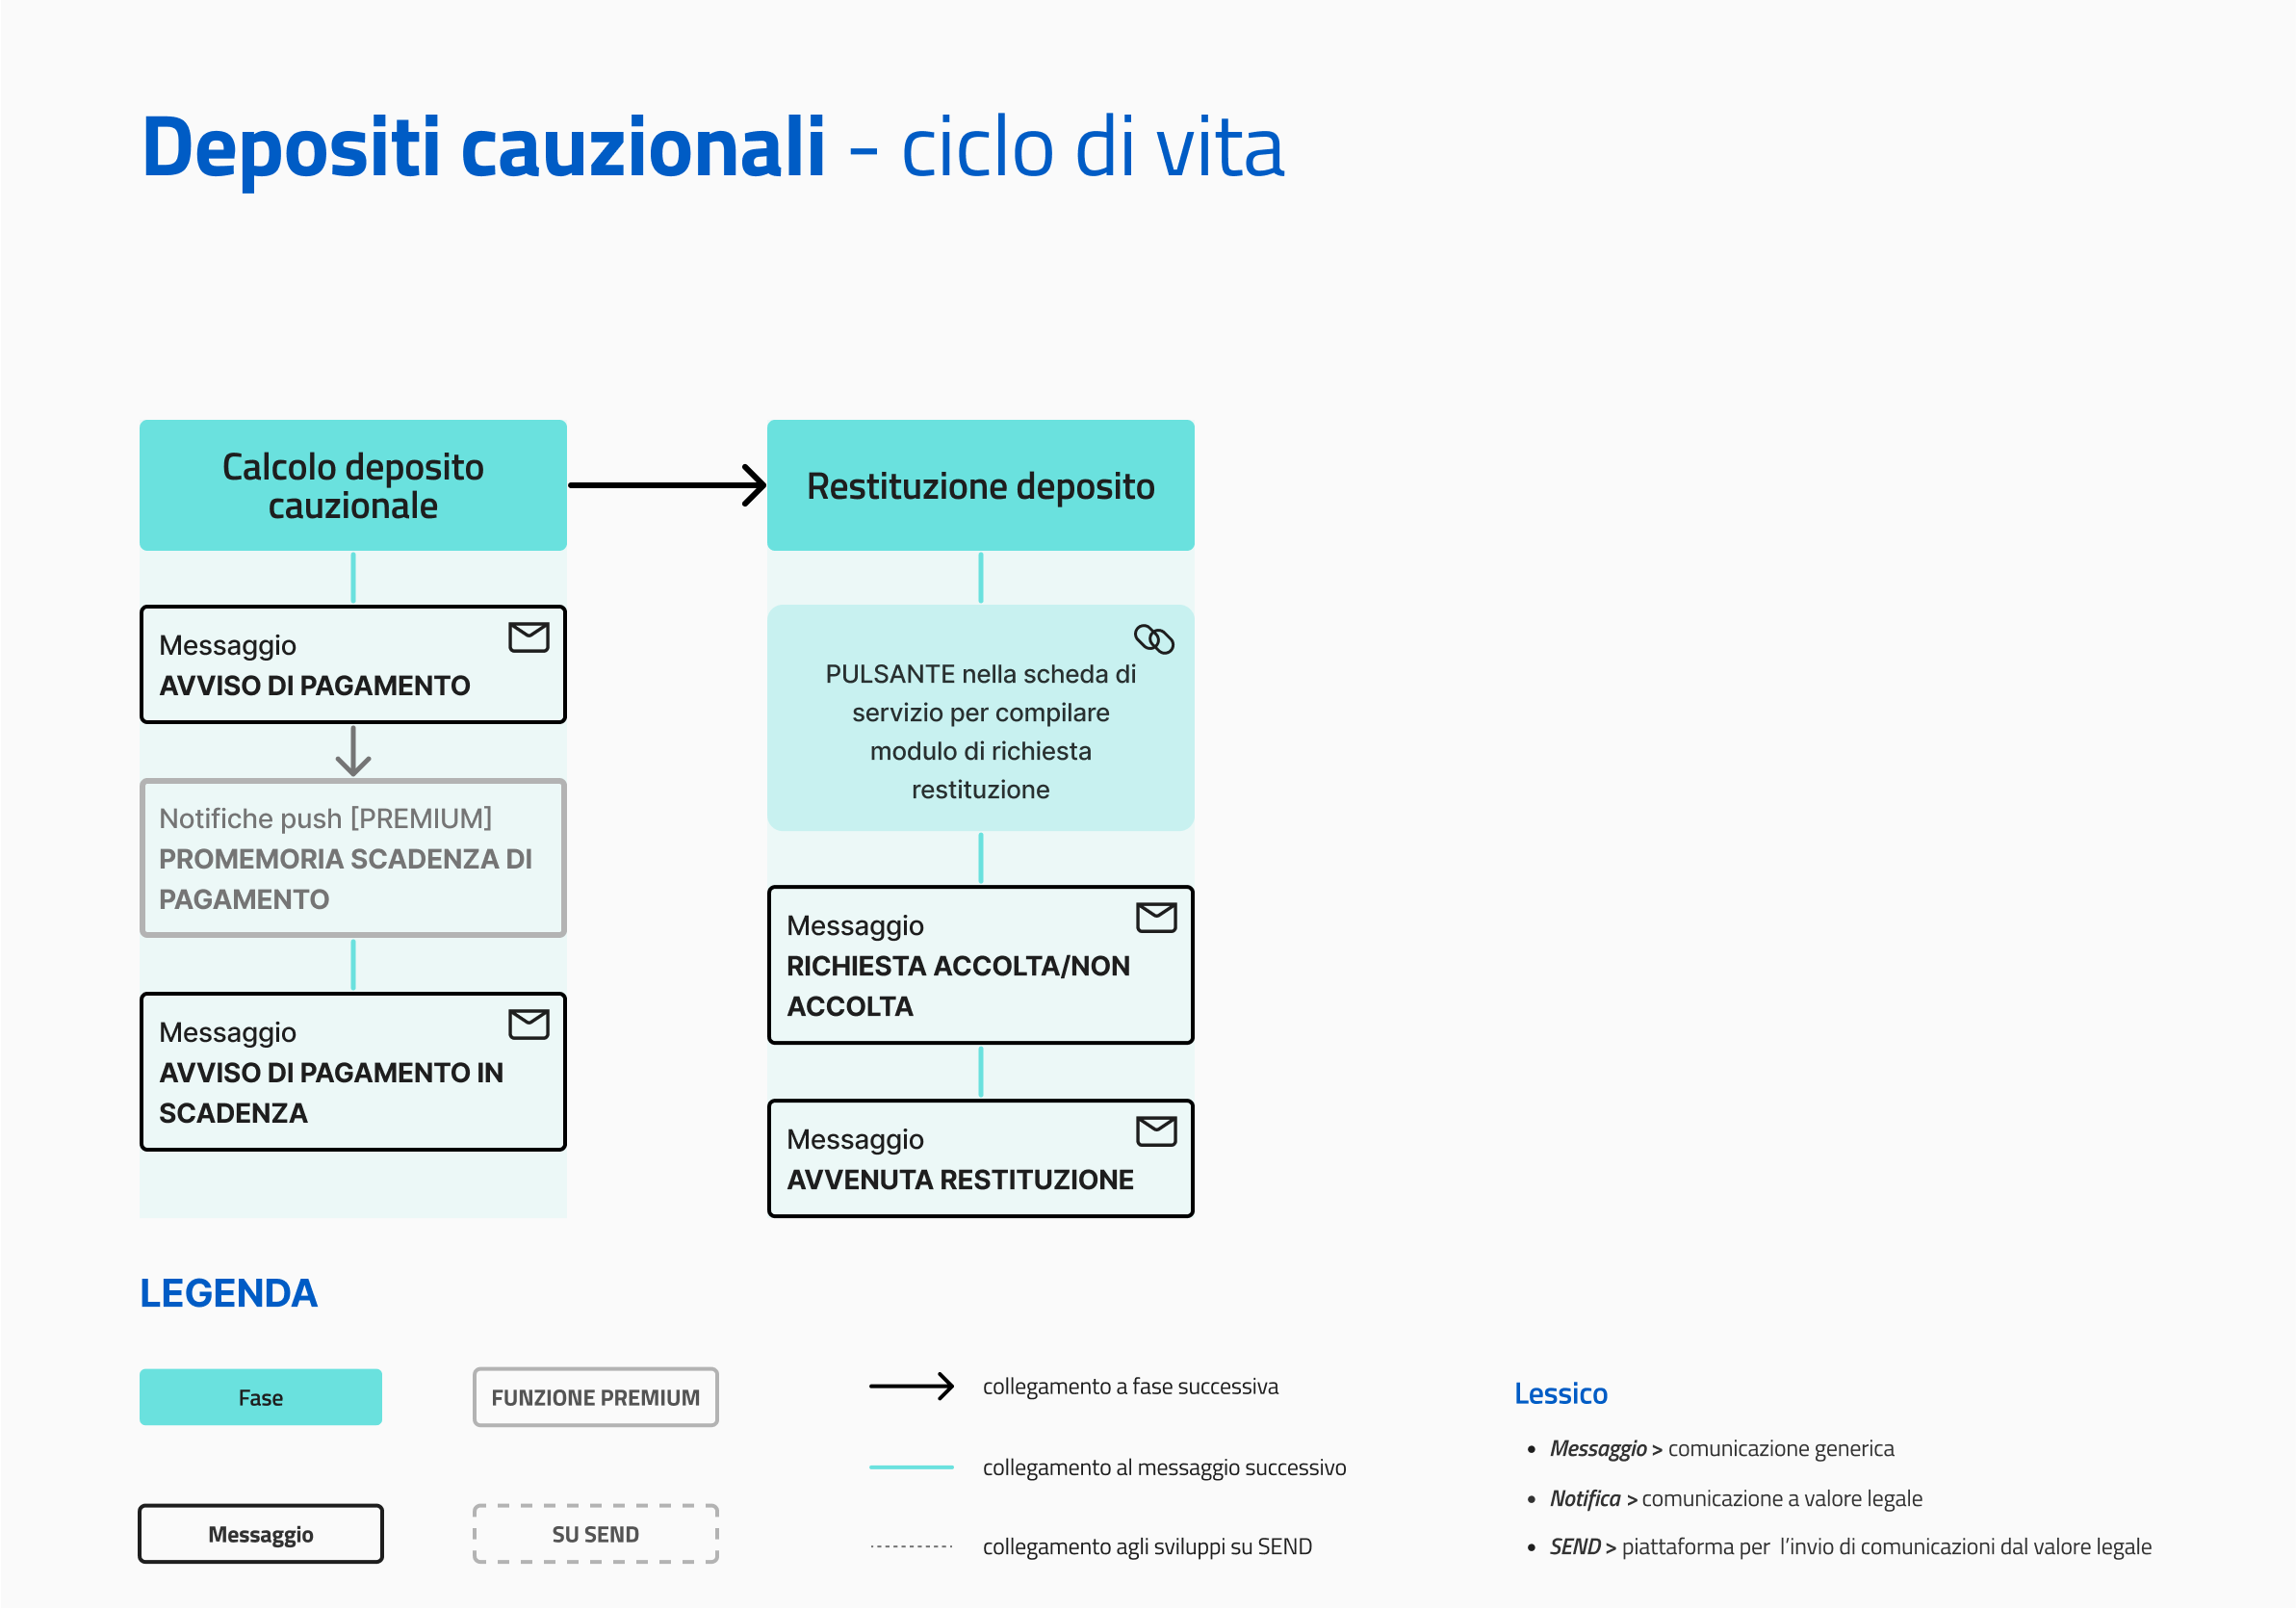 Depositi cauzionali - ciclo di vita
Calcolo deposito
cauzionale
Messaggio
AVVISO DI PAGAMENTO
Notifiche push [PREMIUM]
PROMEMORIA SCADENZA DI
PAGAMENTO
Messaggio
AVVISO DI PAGAMENTO IN
SCADENZA
Restituzione deposito
PULSANTE nella scheda di
servizio per compilare
modulo di richiesta
restituzione
Messaggio
RICHIESTA ACCOLTA/NON
ACCOLTA
Messaggio
AVVENUTA RESTITUZIONE
LEGENDA
Fase
Messaggio
FUNZIONE PREMIUM
SU SEND
collegamento a fase successiva
collegamento al messaggio successivo
collegamento agli sviluppi su SEND
Lessico
• Messaggio > comunicazione generica
• Notifica > comunicazione a valore legale
• SEND > piattaforma per l’invio di comunicazioni dal valore legale